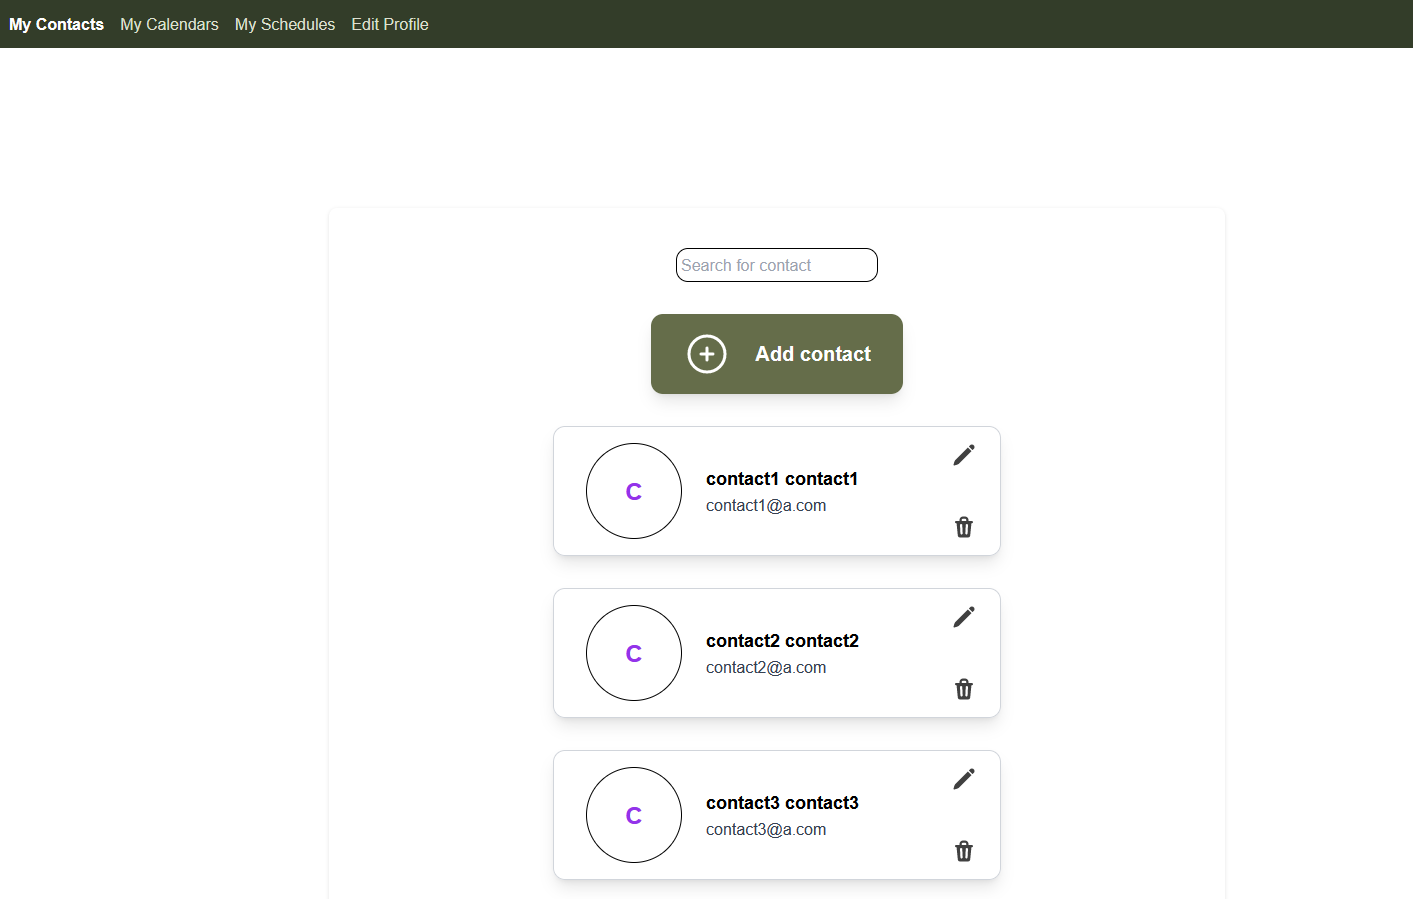 My Contacts My Calendars My Schedules Edit Profile
Search for contact
Add contact
C
contact1 contact1
contact1@a.com
C
contact2 contact2
contact2@a.com
C
contact3 contact3
contact3@a.com